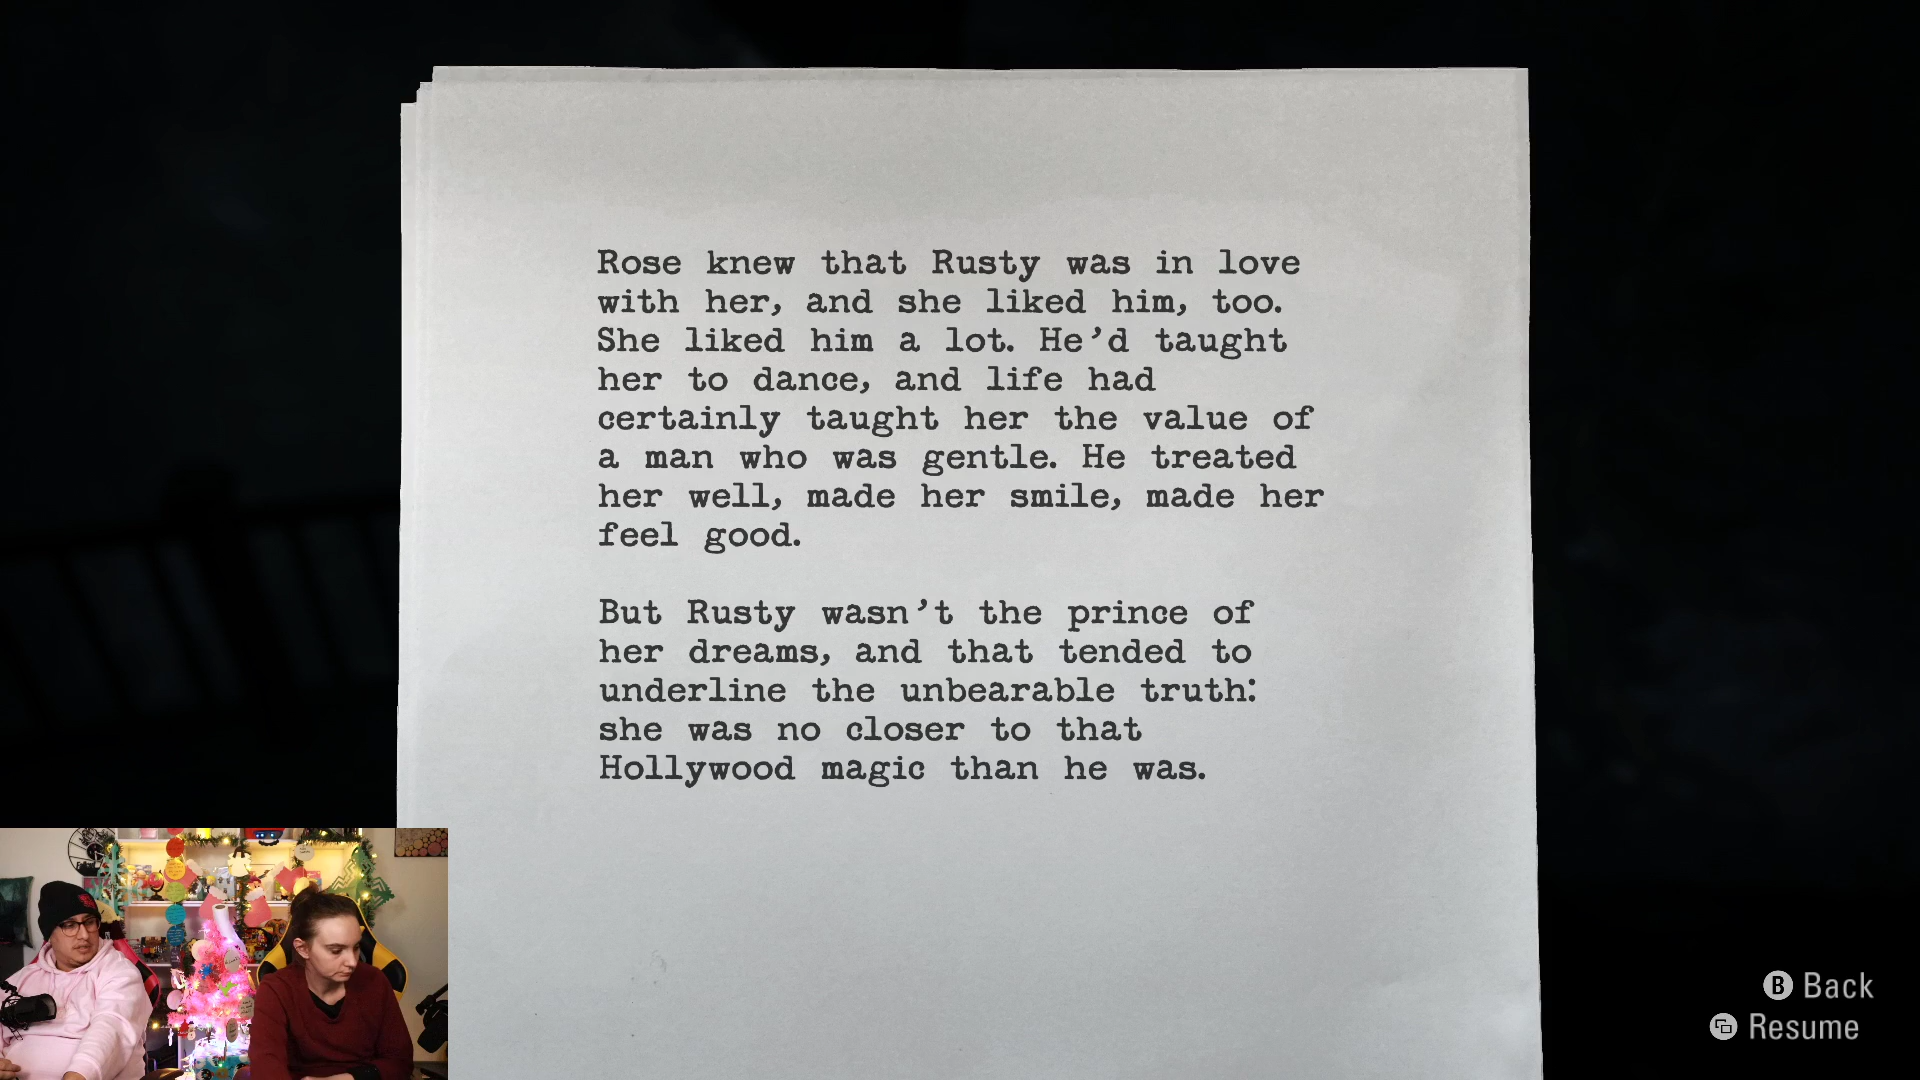 Rose knew that Rusty was in love
with her, and she liked him, too.
She liked him a lot. He’d taught
her to dance, and life had
certainly taught her the value of
a man who was gentle. He treated
her well, made her smile, made her
feel good.
But Rusty wasn’t the prince of
her dreams, and that tended to
underline the unbearable truth:
she was no closer to that
Hollywood magic than he was.
B Back
Resume